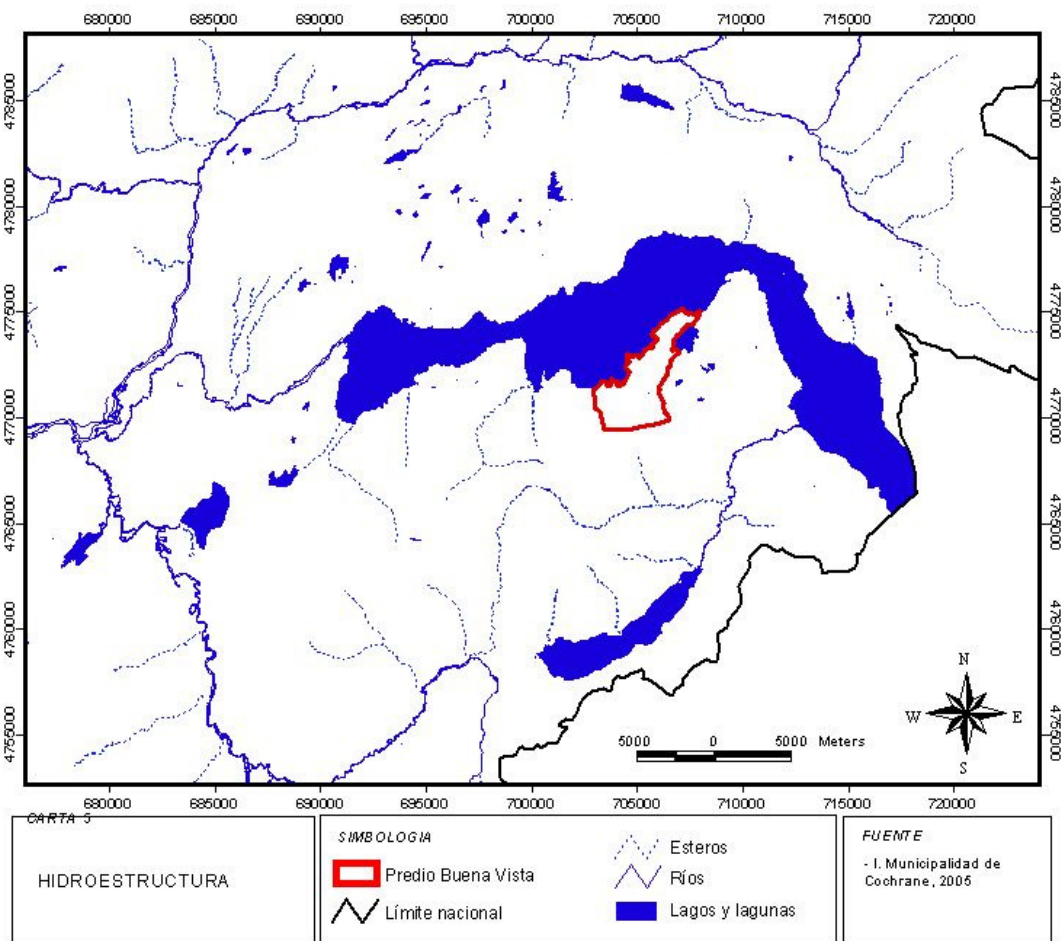 680000 685000 690000 695000 700000 705000 710000 715000 720000
4785000 4785000
4780000 4780000
4775000 4775000
4770000 4770000
4765000 4765000
4760000 4760000
4755000 4755000
N
W E
S
5000 0 5000 Meters
680000 685000 690000 695000 700000 705000 710000 715000 720000
CARTA 5
HIDROESTRUCTURA
SIMBOLOGIA
Predio Buena Vista
Límite nacional
Esteros
Ríos
Lagos y lagunas
FUENTE
- I. Municipalidad de
Cochrane, 2005